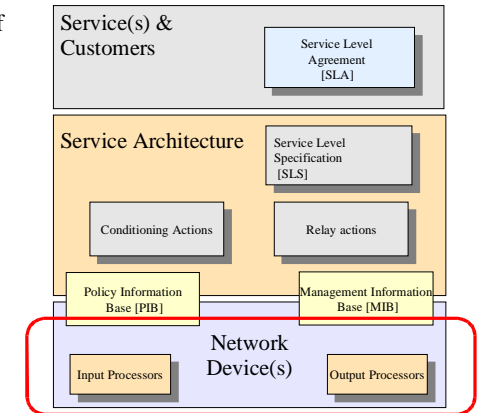 f
Service(s) &
Customers
Service Level
Agreement
[SLA]
Service Architecture
Service Level
Specification
[SLS]
Conditioning Actions
Relay actions
Policy Information
Base [PIB]
Management Information
Base [MIB]
Network
Device(s)
Input Processors
Output Processors